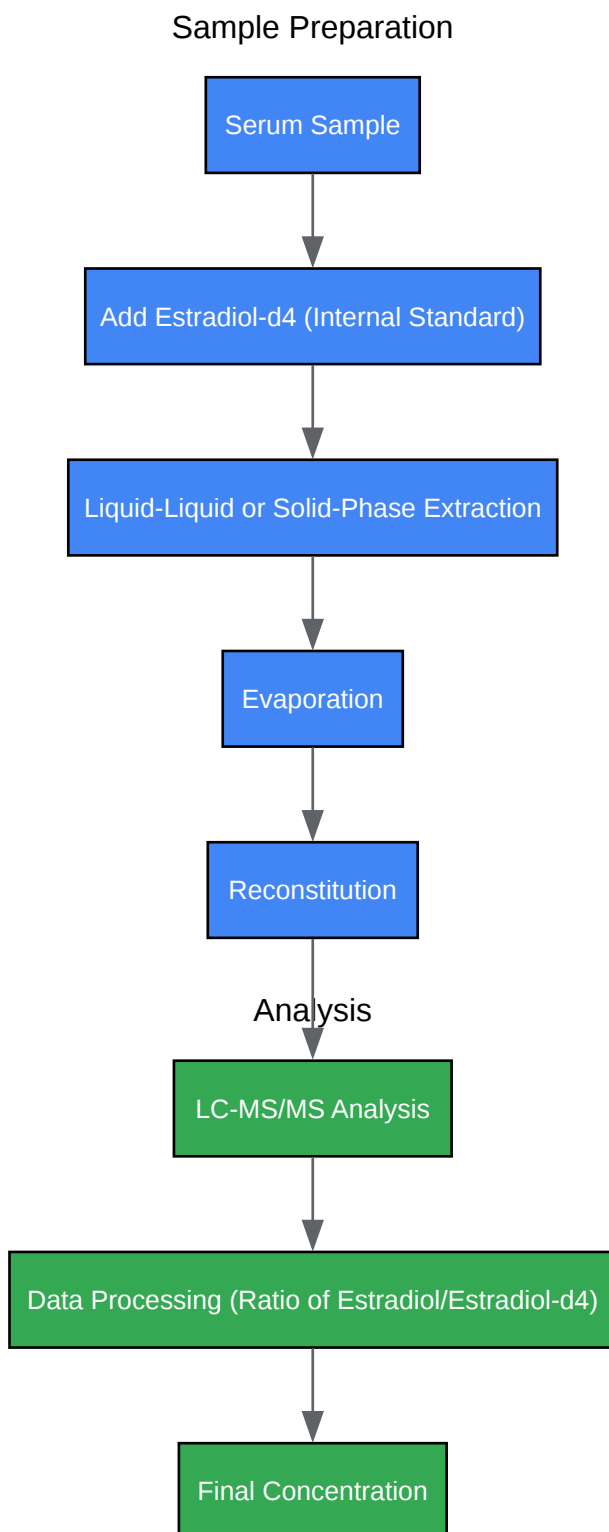 Sample Preparation
Serum Sample
Add Estradiol-d4 (Internal Standard)
Liquid-Liquid or Solid-Phase Extraction
Evaporation
Reconstitution
Analysis
LC-MS/MS Analysis
Data Processing (Ratio of Estradiol/Estradiol-d4)
Final Concentration